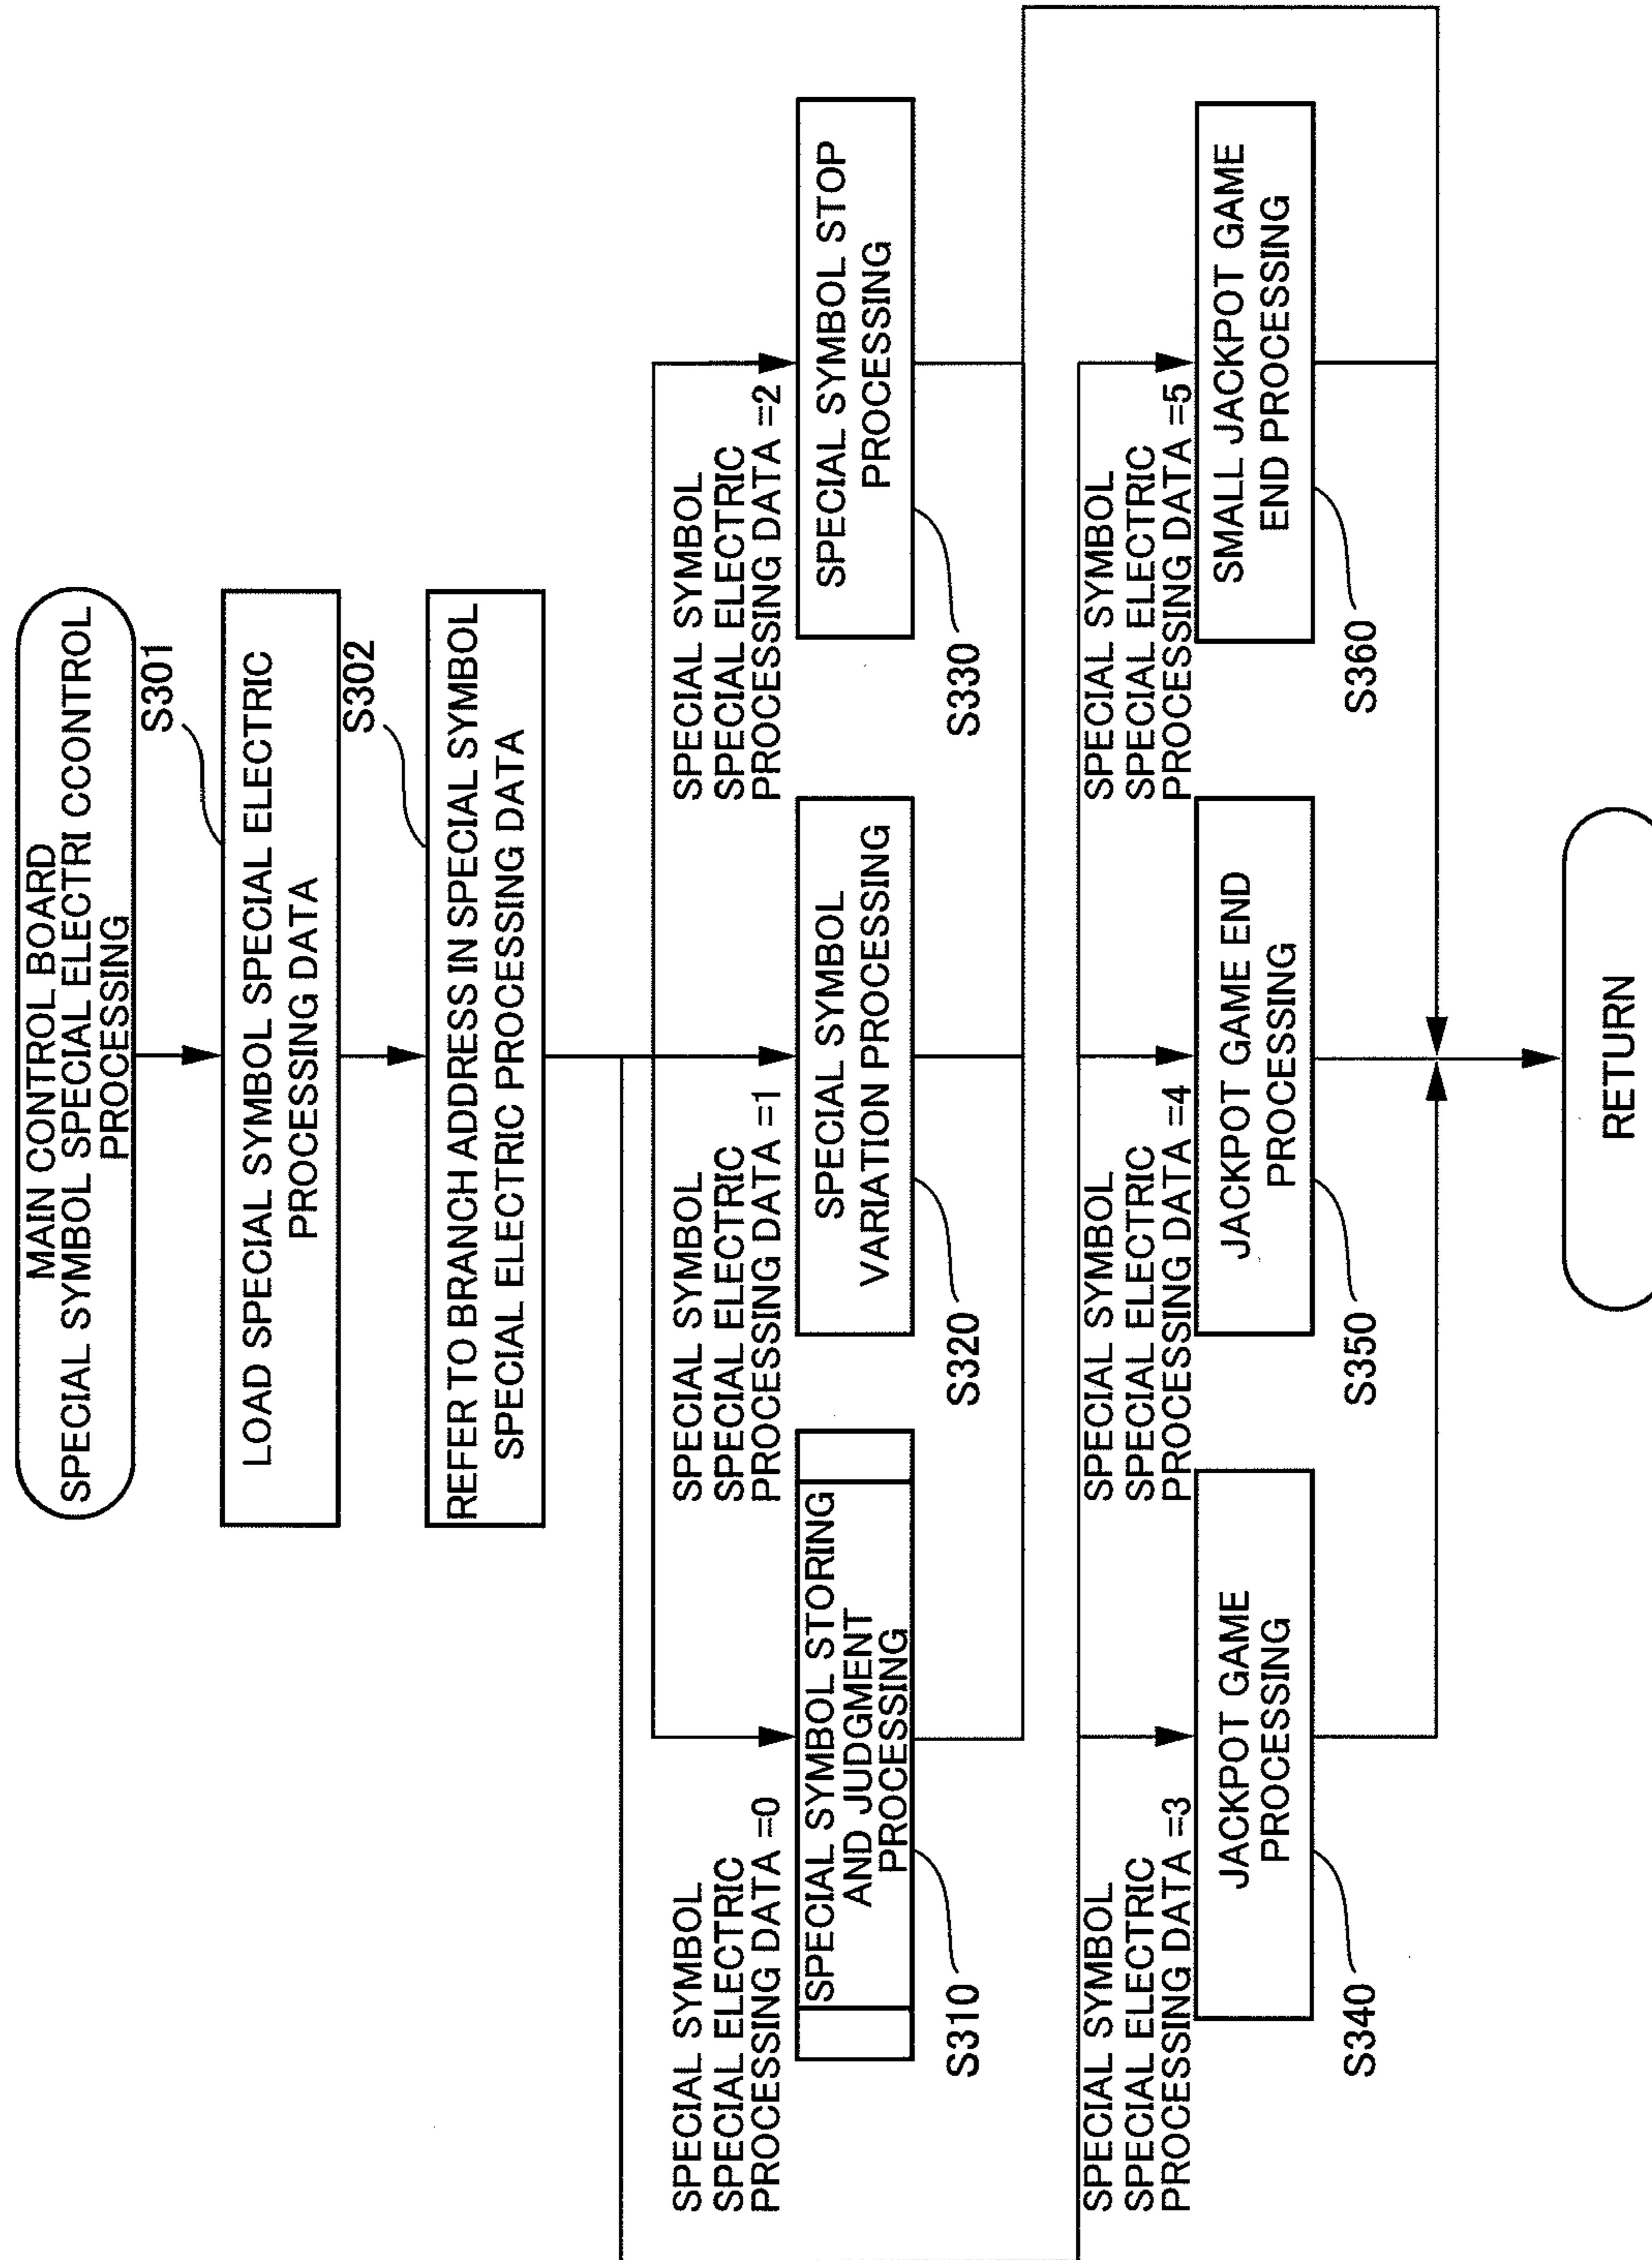 MAIN CONTROL BOARD
SPECIAL SYMBOL SPECIAL ELECTRI CCONTROL
PROCESSING
S301
LOAD SPECIAL SYMBOL SPECIAL ELECTRIC
PROCESSING DATA
S302
REFER TO BRANCH ADDRESS IN SPECIAL SYMBOL
SPECIAL ELECTRIC PROCESSING DATA
SPECIAL SYMBOL
SPECIAL ELECTRIC
PROCESSING DATA =0
SPECIAL SYMBOL STORING
AND JUDGMENT
PROCESSING
S310
SPECIAL SYMBOL
SPECIAL ELECTRIC
PROCESSING DATA =1
SPECIAL SYMBOL
VARIATION PROCESSING
S320
SPECIAL SYMBOL
SPECIAL ELECTRIC
PROCESSING DATA =2
SPECIAL SYMBOL STOP
PROCESSING
S330
SPECIAL SYMBOL
SPECIAL ELECTRIC
PROCESSING DATA =3
JACKPOT GAME
PROCESSING
S340
SPECIAL SYMBOL
SPECIAL ELECTRIC
PROCESSING DATA =4
JACKPOT GAME END
PROCESSING
S350
SPECIAL SYMBOL
SPECIAL ELECTRIC
PROCESSING DATA =5
SMALL JACKPOT GAME
END PROCESSING
S360
RETURN